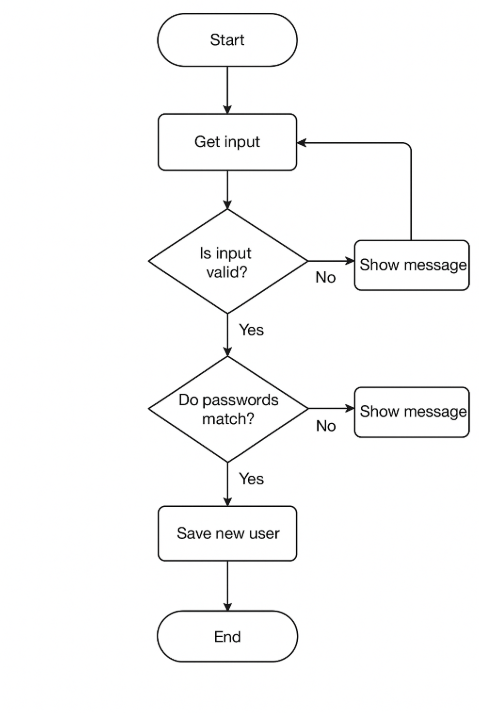 Start
Get input
Is input
valid?
No
Show message
Yes
Do passwords
match?
No
Show message
Yes
Save new user
End